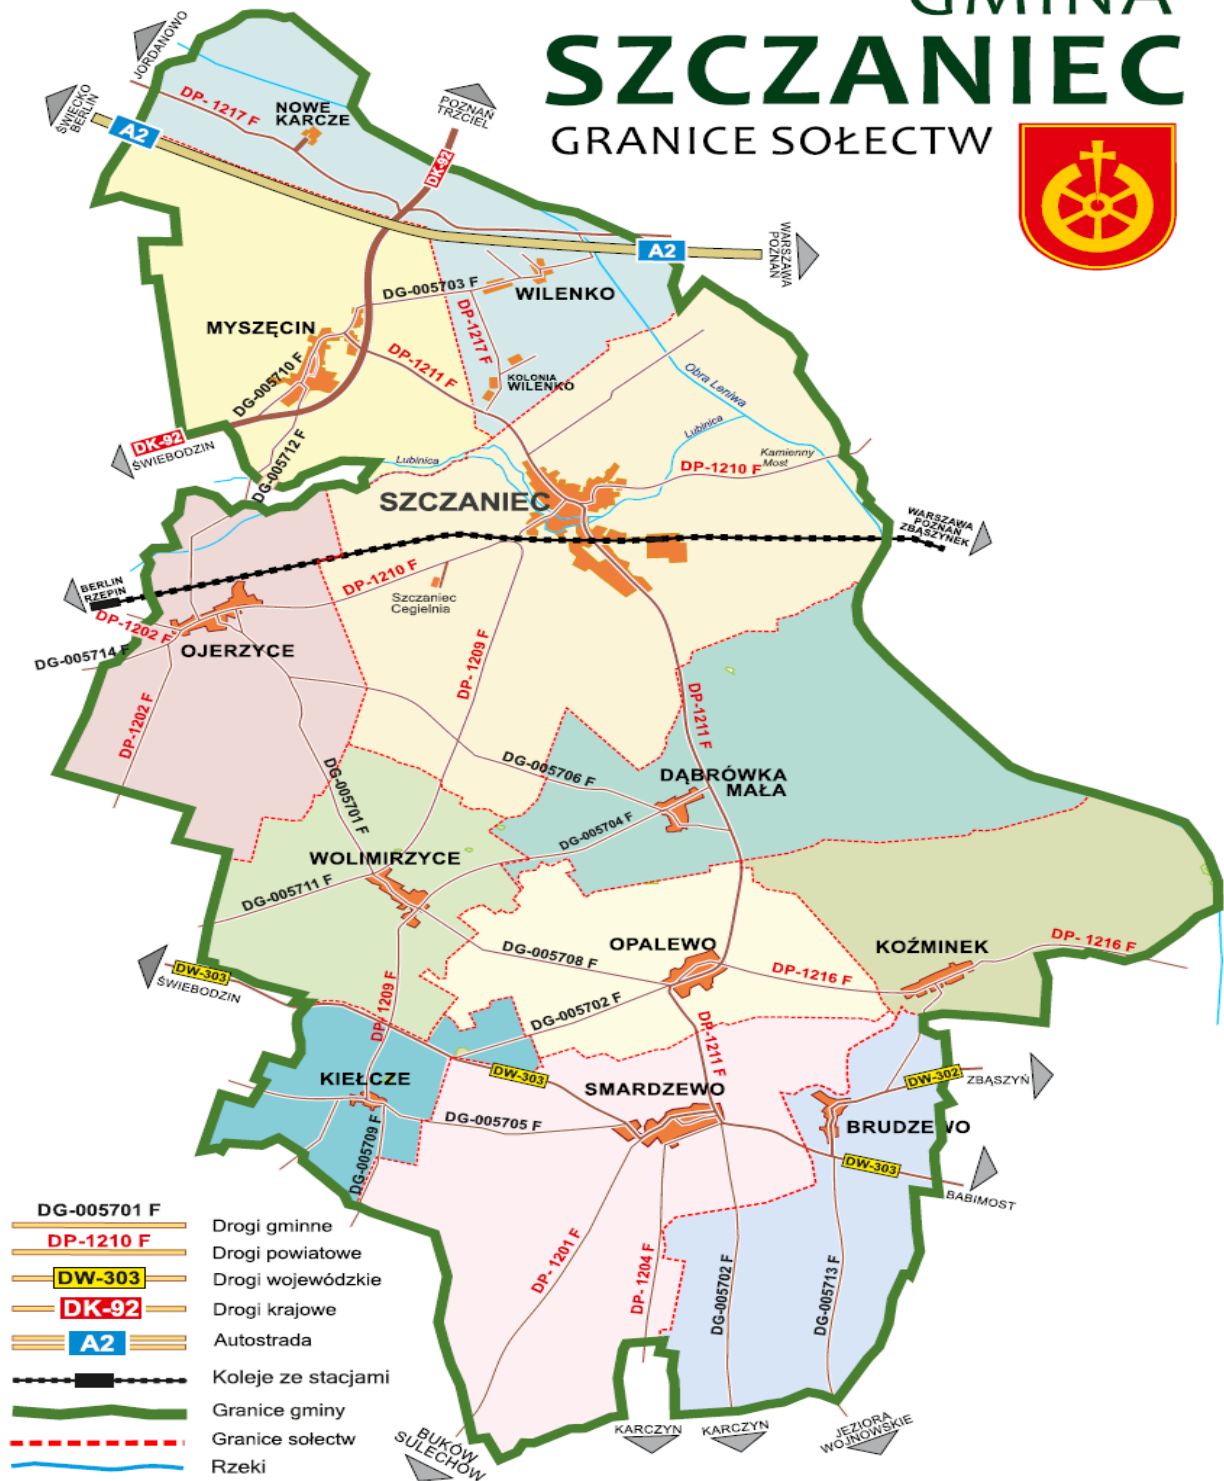 GMINA
SZCZANIEC
GRANICE SOŁECTW
JORDANOWO
ŚWIECKO
BERLIN
A2
DP- 1217 F
NOWE
KARCZE
POZNAŃ
TRZCIEL
DK-92
A2
WARSZAWA
POZNAŃ
DG-005703 F
WILENKO
MYSZĘCIN
DP-1217 F
DP-1211 F
KOLONIA
WILENKO
DG-005710 F
Obra Leniwa
Lubinica
DK-92
ŚWIEBODZIN
DG-005712 F
Lubinica
Kamienny
Most
DP-1210 F
SZCZANIEC
WARSZAWA
POZNAŃ
ZBĄSZYNEK
BERLIN
RZEPIN
DP-1210 F
Szczaniec
Cegielnia
DP-1202 F
DG-005714 F
OJERZYCE
DP- 1209 F
DP-1202 F
DP-1211 F
DG-005701 F
DG-005706 F
DĄBRÓWKA
MAŁA
DG-005704 F
WOLIMIRZYCE
DG-005711 F
DG-005708 F
OPALEWO
KOŹMINEK
DP- 1216 F
DP-1216 F
DW-303
ŚWIEBODZIN
DP- 1209 F
DG-005702 F
DP-1211 F
KIEŁCZE
DW-303
SMARDZEWO
DW-302
ZBĄSZYŃ
DG-005705 F
BRUDZEWO
DG-005709 F
DW-303
BABIMOST
DP- 1201 F
DP- 1204 F
DG-005702 F
DG-005713 F
DG-005701 F
Drogi gminne
DP-1210 F
Drogi powiatowe
DW-303
Drogi wojewódzkie
DK-92
Drogi krajowe
A2
Autostrada
Koleje ze stacjami
Granice gminy
Granice sołectw
Rzeki
BUKÓW
SULECHÓW
KARCZYN
KARCZYN
JEZIORA
WOJNOWSKIE